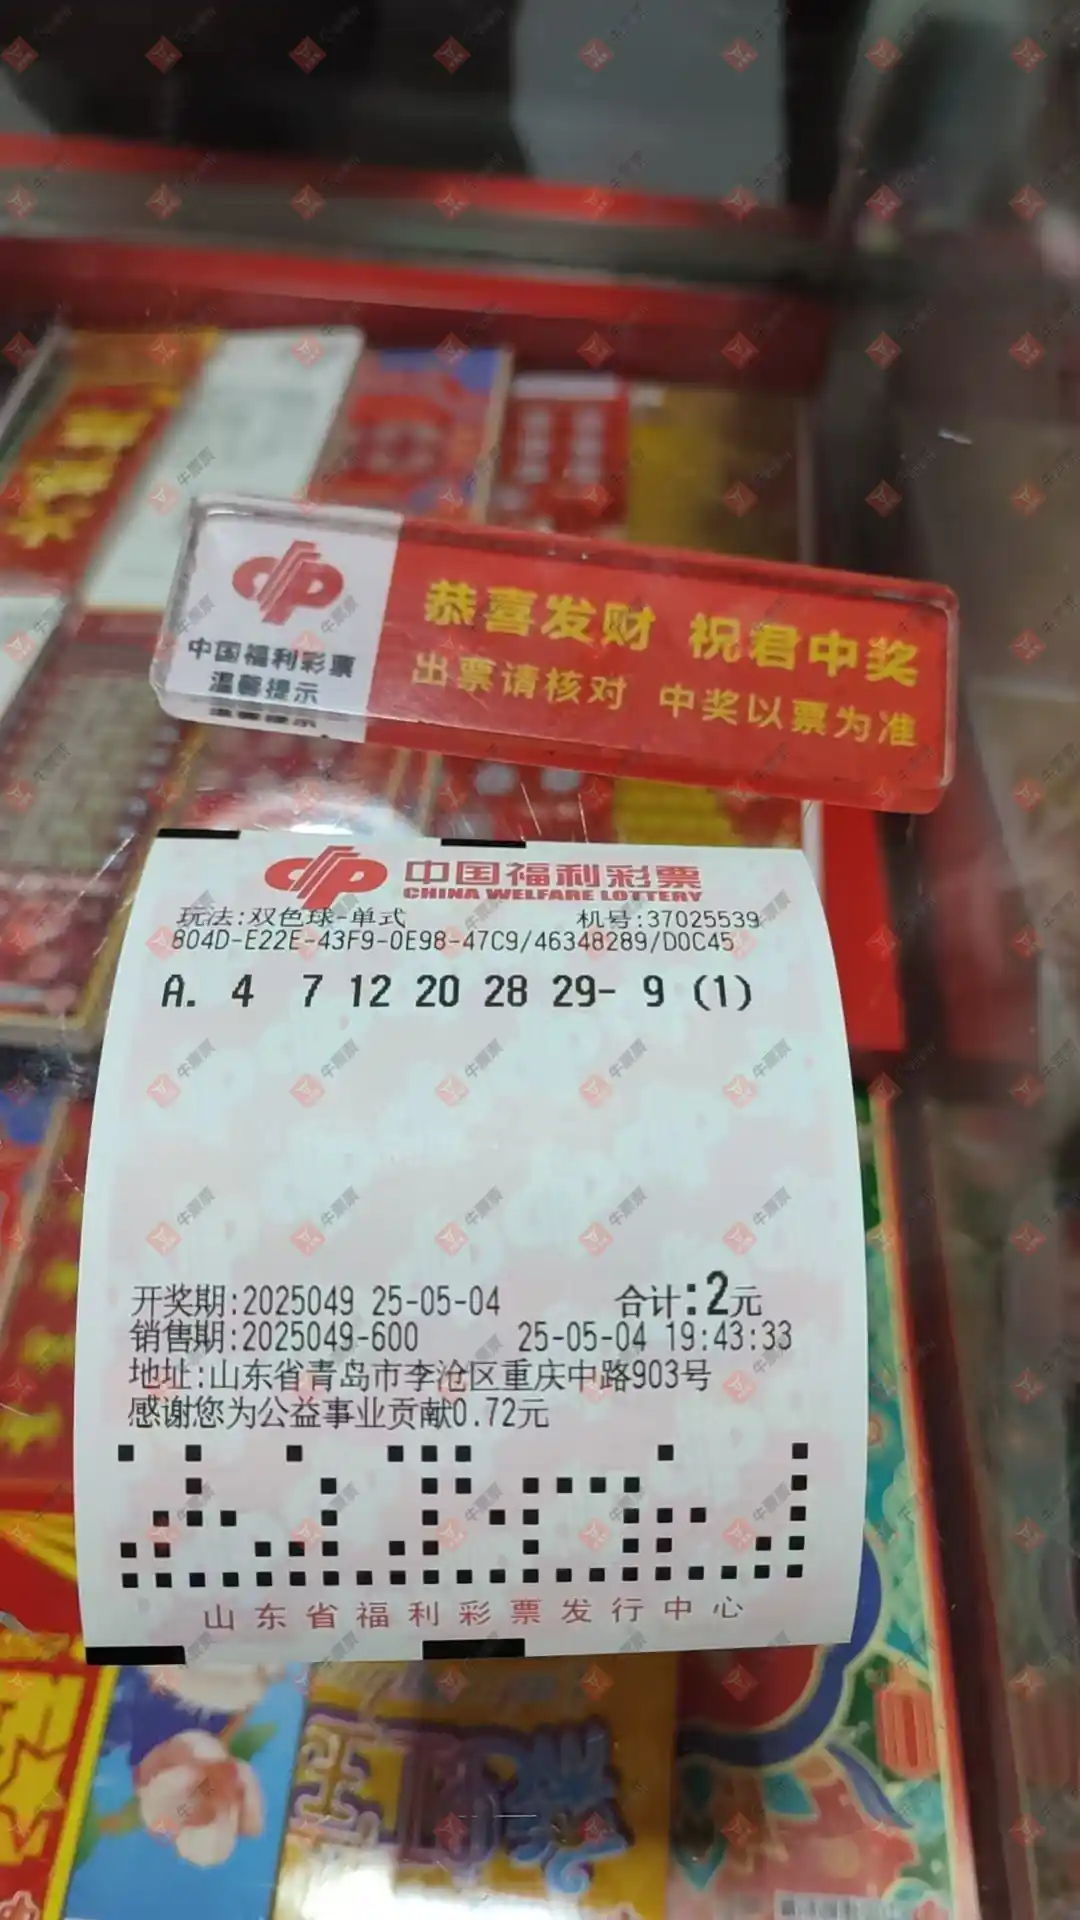 中国福利彩票
温馨提示
恭喜发财 祝君中奖
出票请核对 中奖以票为准
中国福利彩票
CHINA WELFARE LOTTERY
玩法:双色球-单式 机号:37025539
804D-E22E-43F9-0E98-47C9/46348289/D0C45
A. 4 7 12 20 28 29- 9 (1)
开奖期:2025049 25-05-04 合计:2元
销售期:2025049-600 25-05-04 19:43:33
地址:山东省青岛市李沧区重庆中路903号
感谢您为公益事业贡献0.72元
山东省福利彩票发行中心